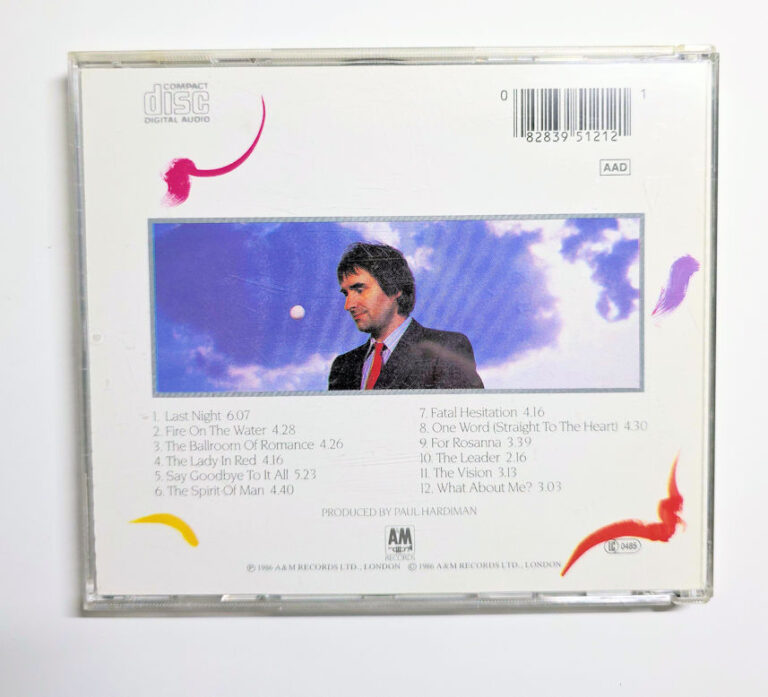 COMPACT
disc
DIGITAL AUDIO
0 82839 51212 1
AAD
1. Last Night 6.07
2. Fire On The Water 4.28
3. The Ballroom Of Romance 4.26
4. The Lady In Red 4.16
5. Say Goodbye To It All 5.23
6. The Spirit Of Man 4.40
7. Fatal Hesitation 4.16
8. One Word (Straight To The Heart) 4.30
9. For Rosanna 3.39
10. The Leader 2.16
11. The Vision 3.13
12. What About Me? 3.03
PRODUCED BY PAUL HARDIMAN
A&M
RECORDS
LC 0485
℗ 1986 A&M RECORDS LTD., LONDON © 1986 A&M RECORDS LTD., LONDON